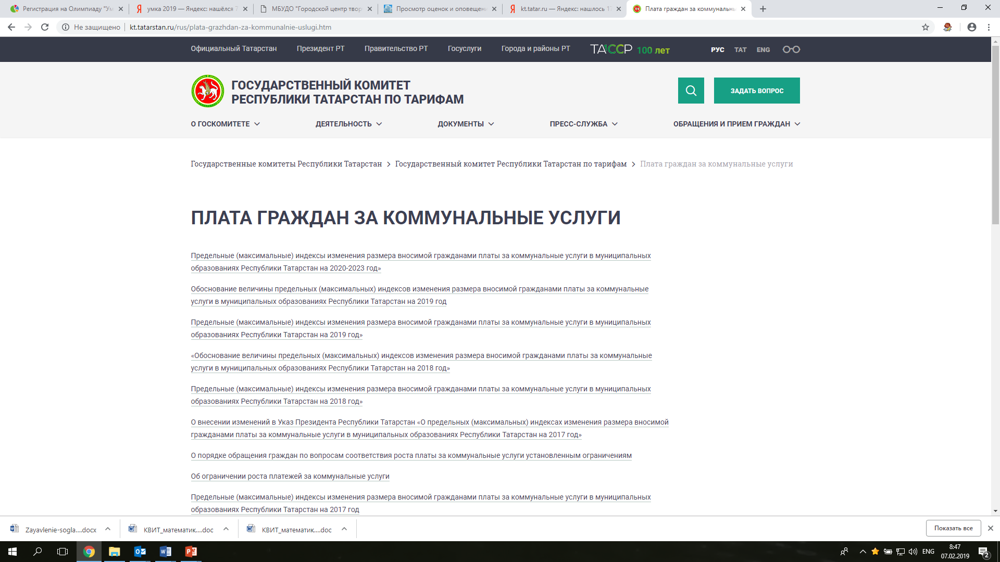 Регистрация на Олимпиаду "Ум
умка 2019 — Яндекс: нашёлся 7
МБУДО "Городской центр твор
Просмотр оценок и оповещени
kt.tatar.ru — Яндекс: нашлось 17
Плата граждан за коммунальнь
Не защищено
kt.tatarstan.ru/rus/plata-grazhdan-za-kommunalnie-uslugi.htm
Официальный Татарстан
Президент РТ
Правительство РТ
Госуслуги
Города и районы РТ
ТАССР 100 лет
РУС
ТАТ
ENG
ГОСУДАРСТВЕННЫЙ КОМИТЕТ
РЕСПУБЛИКИ ТАТАРСТАН ПО ТАРИФАМ
ЗАДАТЬ ВОПРОС
О ГОСКОМИТЕТЕ
ДЕЯТЕЛЬНОСТЬ
ДОКУМЕНТЫ
ПРЕСС-СЛУЖБА
ОБРАЩЕНИЯ И ПРИЕМ ГРАЖДАН
Государственные комитеты Республики Татарстан > Государственный комитет Республики Татарстан по тарифам > Плата граждан за коммунальные услуги
ПЛАТА ГРАЖДАН ЗА КОММУНАЛЬНЫЕ УСЛУГИ
Предельные (максимальные) индексы изменения размера вносимой гражданами платы за коммунальные услуги в муниципальных
образованиях Республики Татарстан на 2020-2023 год»
Обоснование величины предельных (максимальных) индексов изменения размера вносимой гражданами платы за коммунальные
услуги в муниципальных образованиях Республики Татарстан на 2019 год
Предельные (максимальные) индексы изменения размера вносимой гражданами платы за коммунальные услуги в муниципальных
образованиях Республики Татарстан на 2019 год»
«Обоснование величины предельных (максимальных) индексов изменения размера вносимой гражданами платы за коммунальные
услуги в муниципальных образованиях Республики Татарстан на 2018 год»
Предельные (максимальные) индексы изменения размера вносимой гражданами платы за коммунальные услуги в муниципальных
образованиях Республики Татарстан на 2018 год»
О внесении изменений в Указ Президента Республики Татарстан «О предельных (максимальных) индексах изменения размера вносимой
гражданами платы за коммунальные услуги в муниципальных образованиях Республики Татарстан на 2017 год»
О порядке обращения граждан по вопросам соответствия роста платы за коммунальные услуги установленным ограничениям
Об ограничении роста платежей за коммунальные услуги
Предельные (максимальные) индексы изменения размера вносимой гражданами платы за коммунальные услуги в муниципальных
образованиях Республики Татарстан на 2017 год
Zayavlenie-sogla....docx
КВИТ_математик....doc
КВИТ_математик....doc
Показать все
ENG
8:47
07.02.2019
2